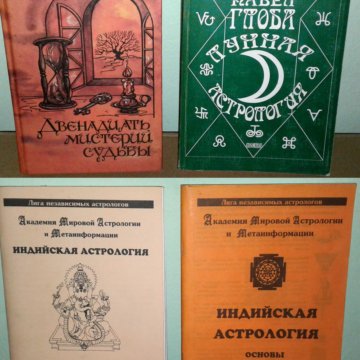 Двенадцать
мистерий
судьбы
Павел
Глоба
Лунная
астрология
Лига независимых астрологов
Академия Мировой Астрологии
и Метаинформации
ИНДИЙСКАЯ АСТРОЛОГИЯ
Лига независимых астрологов
Академия Мировой Астрологии
и Метаинформации
ИНДИЙСКАЯ
АСТРОЛОГИЯ
ОСНОВЫ